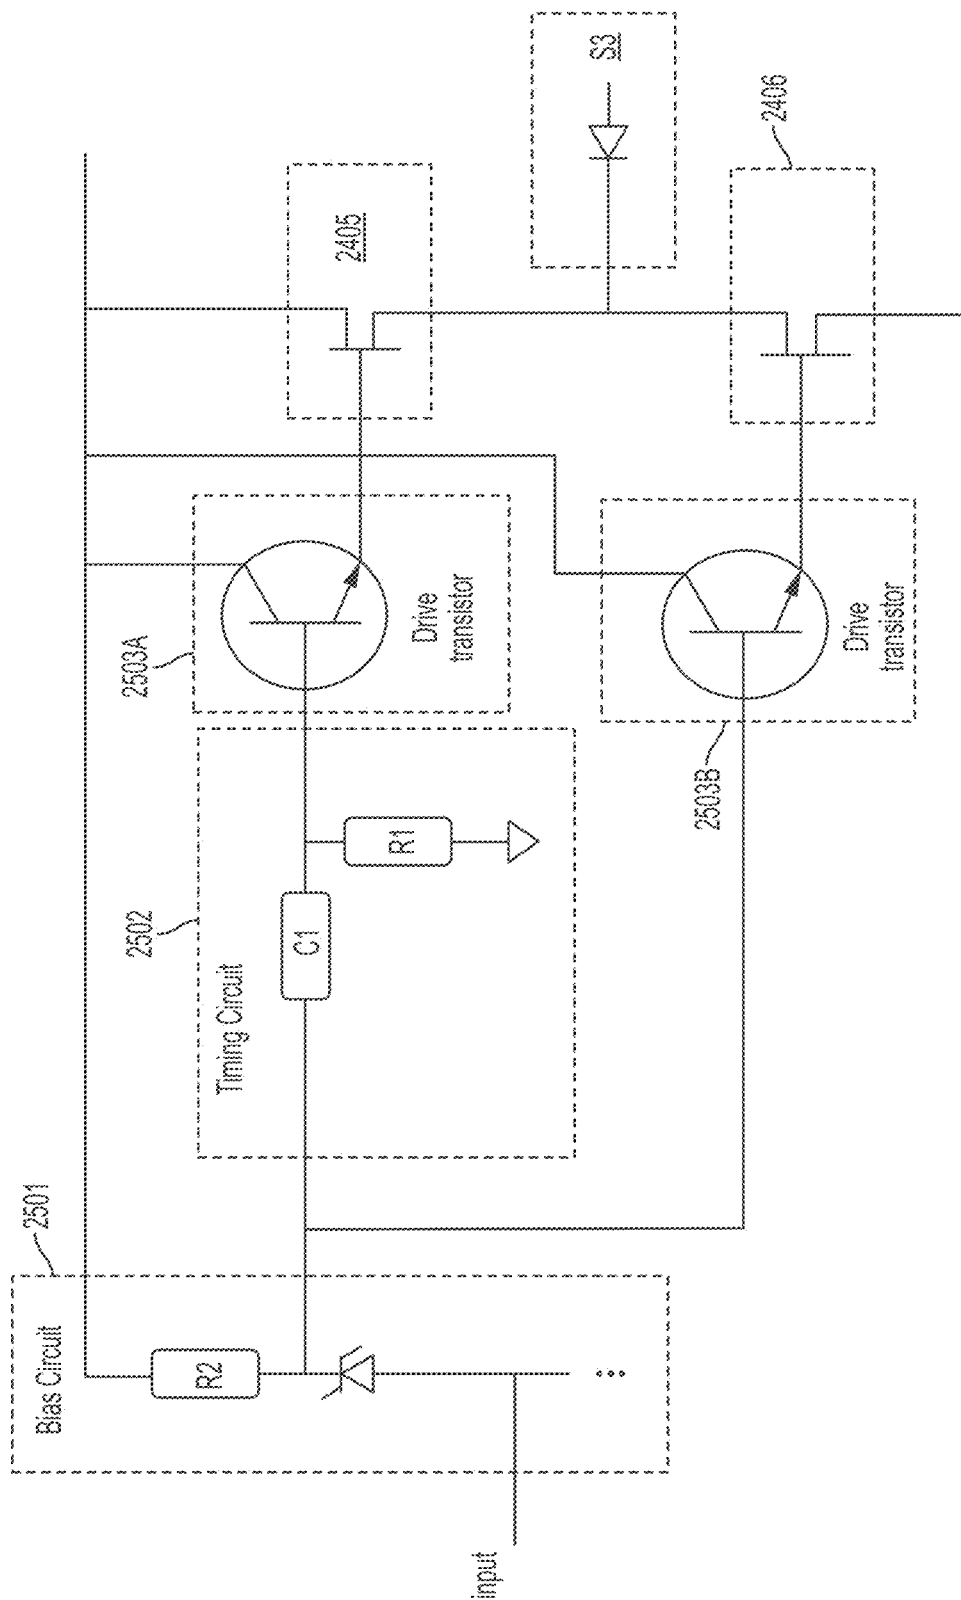 input
Bias Circuit
2501
R2
Timing Circuit
2502
C1
R1
2503A
Drive
transistor
2503B
Drive
transistor
2405
S3
2406